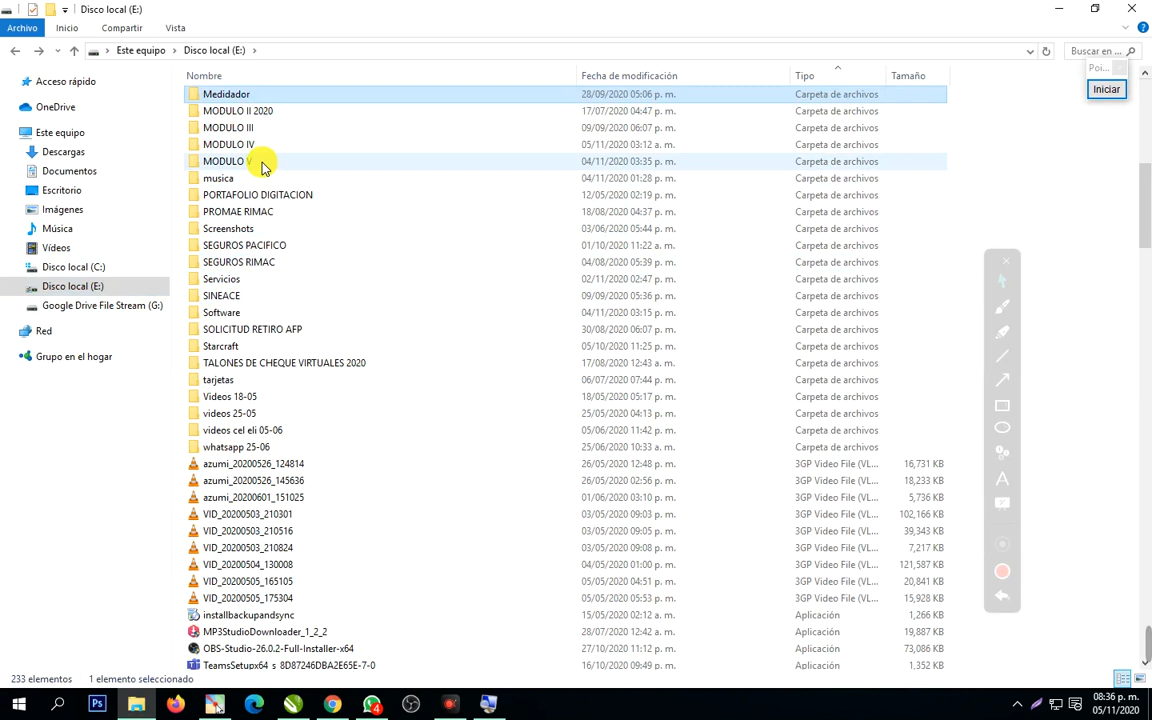 Disco local (E:)
Archivo Inicio Compartir Vista
Este equipo > Disco local (E:) >
Buscar en ...
Poi...
Iniciar
Nombre Fecha de modificación Tipo Tamaño
Acceso rápido
OneDrive
Este equipo
Descargas
Documentos
Escritorio
Imágenes
Música
Vídeos
Disco local (C:)
Disco local (E:)
Google Drive File Stream (G:)
Red
Grupo en el hogar
Medidador 28/09/2020 05:06 p. m. Carpeta de archivos
MODULO II 2020 17/07/2020 04:47 p. m. Carpeta de archivos
MODULO III 09/09/2020 06:07 p. m. Carpeta de archivos
MODULO IV 05/11/2020 03:12 a. m. Carpeta de archivos
MODULO V 04/11/2020 03:35 p. m. Carpeta de archivos
musica 04/11/2020 01:28 p. m. Carpeta de archivos
PORTAFOLIO DIGITACION 12/05/2020 02:19 p. m. Carpeta de archivos
PROMAE RIMAC 18/08/2020 04:37 p. m. Carpeta de archivos
Screenshots 03/06/2020 05:44 p. m. Carpeta de archivos
SEGUROS PACIFICO 01/10/2020 11:22 a. m. Carpeta de archivos
SEGUROS RIMAC 04/08/2020 05:39 p. m. Carpeta de archivos
Servicios 02/11/2020 02:47 p. m. Carpeta de archivos
SINEACE 09/09/2020 05:36 p. m. Carpeta de archivos
Software 04/11/2020 03:15 p. m. Carpeta de archivos
SOLICITUD RETIRO AFP 30/08/2020 06:07 p. m. Carpeta de archivos
Starcraft 05/10/2020 11:25 p. m. Carpeta de archivos
TALONES DE CHEQUE VIRTUALES 2020 17/08/2020 12:43 a. m. Carpeta de archivos
tarjetas 06/07/2020 07:44 p. m. Carpeta de archivos
Videos 18-05 18/05/2020 05:17 p. m. Carpeta de archivos
videos 25-05 25/05/2020 04:13 p. m. Carpeta de archivos
videos cel eli 05-06 05/06/2020 11:42 p. m. Carpeta de archivos
whatsapp 25-06 25/06/2020 10:33 a. m. Carpeta de archivos
azumi_20200526_124814 26/05/2020 12:48 p. m. 3GP Video File (VL... 16,731 KB
azumi_20200526_145636 26/05/2020 02:56 p. m. 3GP Video File (VL... 18,233 KB
azumi_20200601_151025 01/06/2020 03:10 p. m. 3GP Video File (VL... 5,736 KB
VID_20200503_210301 03/05/2020 09:03 p. m. 3GP Video File (VL... 102,166 KB
VID_20200503_210516 03/05/2020 09:05 p. m. 3GP Video File (VL... 39,343 KB
VID_20200503_210824 03/05/2020 09:08 p. m. 3GP Video File (VL... 7,217 KB
VID_20200504_130008 04/05/2020 01:00 p. m. 3GP Video File (VL... 121,587 KB
VID_20200505_165105 05/05/2020 04:51 p. m. 3GP Video File (VL... 20,841 KB
VID_20200505_175304 05/05/2020 05:53 p. m. 3GP Video File (VL... 15,928 KB
installbackupandsync 15/05/2020 02:12 a. m. Aplicación 1,266 KB
MP3StudioDownloader_1_2_2 28/07/2020 12:42 a. m. Aplicación 19,887 KB
OBS-Studio-26.0.2-Full-Installer-x64 27/10/2020 11:12 p. m. Aplicación 73,086 KB
TeamsSetupx64 s 8D87246DBA2E65E-7-0 16/10/2020 09:49 p. m. Aplicación 1,352 KB
A
233 elementos 1 elemento seleccionado
Ps
4
08:36 p. m.
05/11/2020